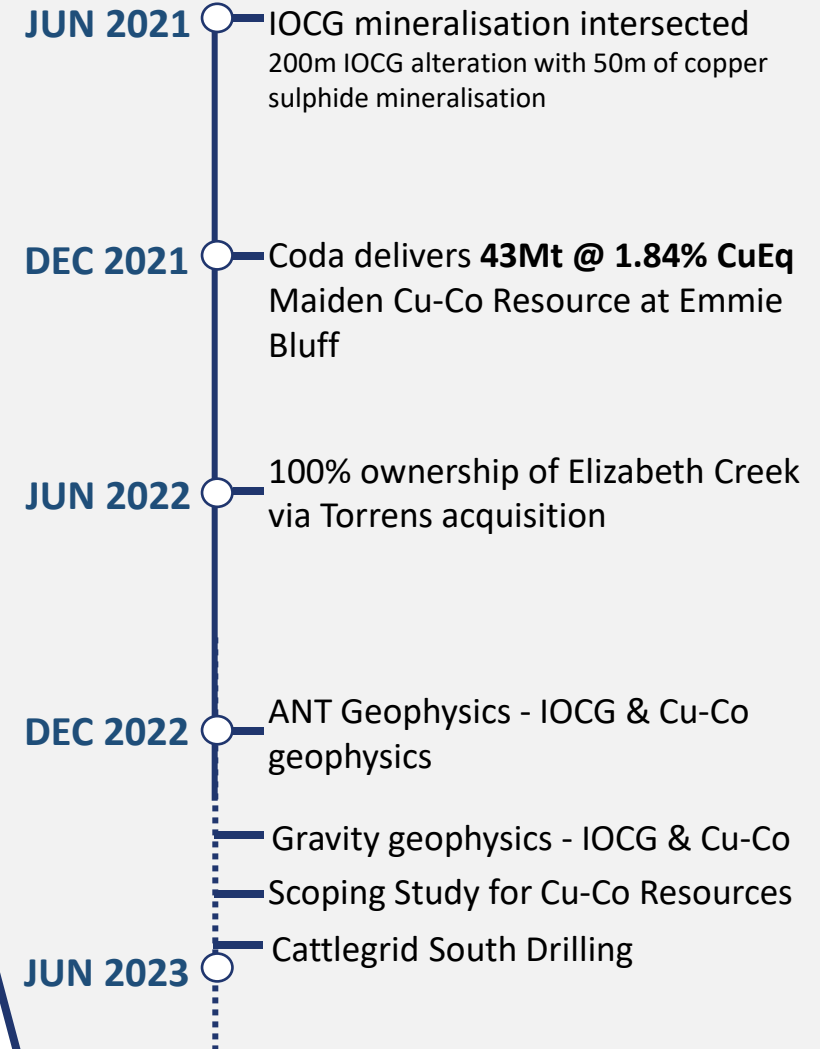 JUN 2021
IOCG mineralisation intersected
200m IOCG alteration with 50m of copper
sulphide mineralisation
DEC 2021
Coda delivers 43Mt @ 1.84% CuEq
Maiden Cu-Co Resource at Emmie
Bluff
JUN 2022
100% ownership of Elizabeth Creek
via Torrens acquisition
DEC 2022
ANT Geophysics - IOCG & Cu-Co
geophysics
Gravity geophysics - IOCG & Cu-Co
Scoping Study for Cu-Co Resources
Cattlegrid South Drilling
JUN 2023